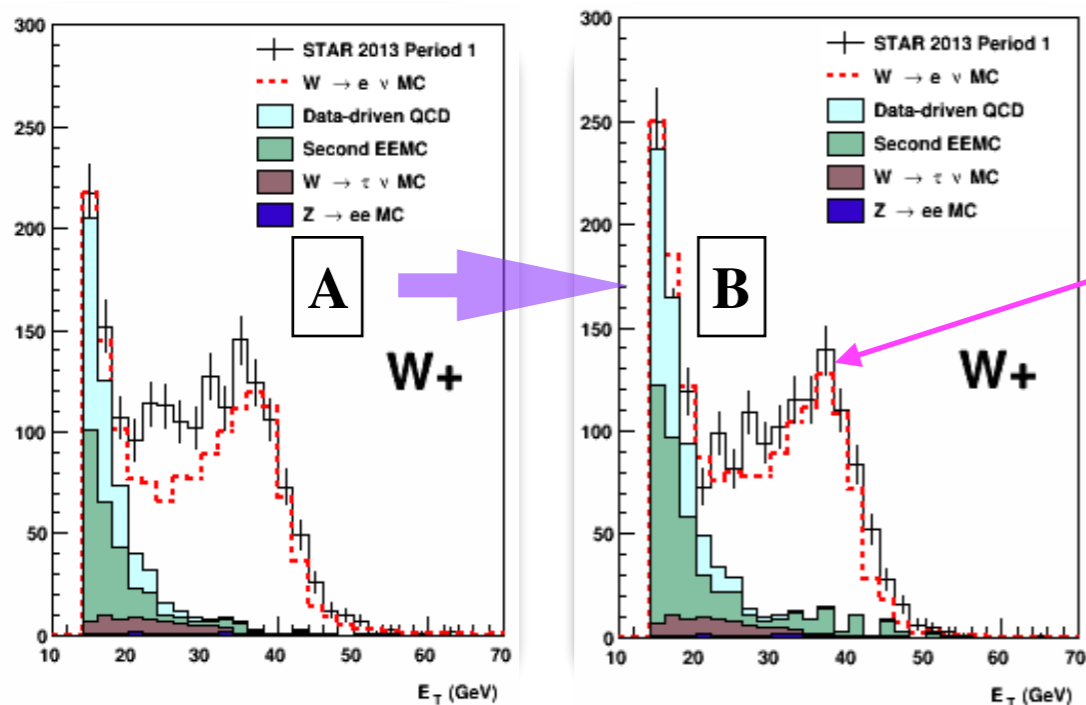 300
250
200
150
100
50
0
10 20 30 40 50 60 70
E T (GeV)
STAR 2013 Period 1
W → e ν MC
Data-driven QCD
Second EEMC
W → τ ν MC
Z → ee MC
A
W+
300
250
200
150
100
50
0
10 20 30 40 50 60 70
E T (GeV)
STAR 2013 Period 1
W → e ν MC
Data-driven QCD
Second EEMC
W → τ ν MC
Z → ee MC
B
W+